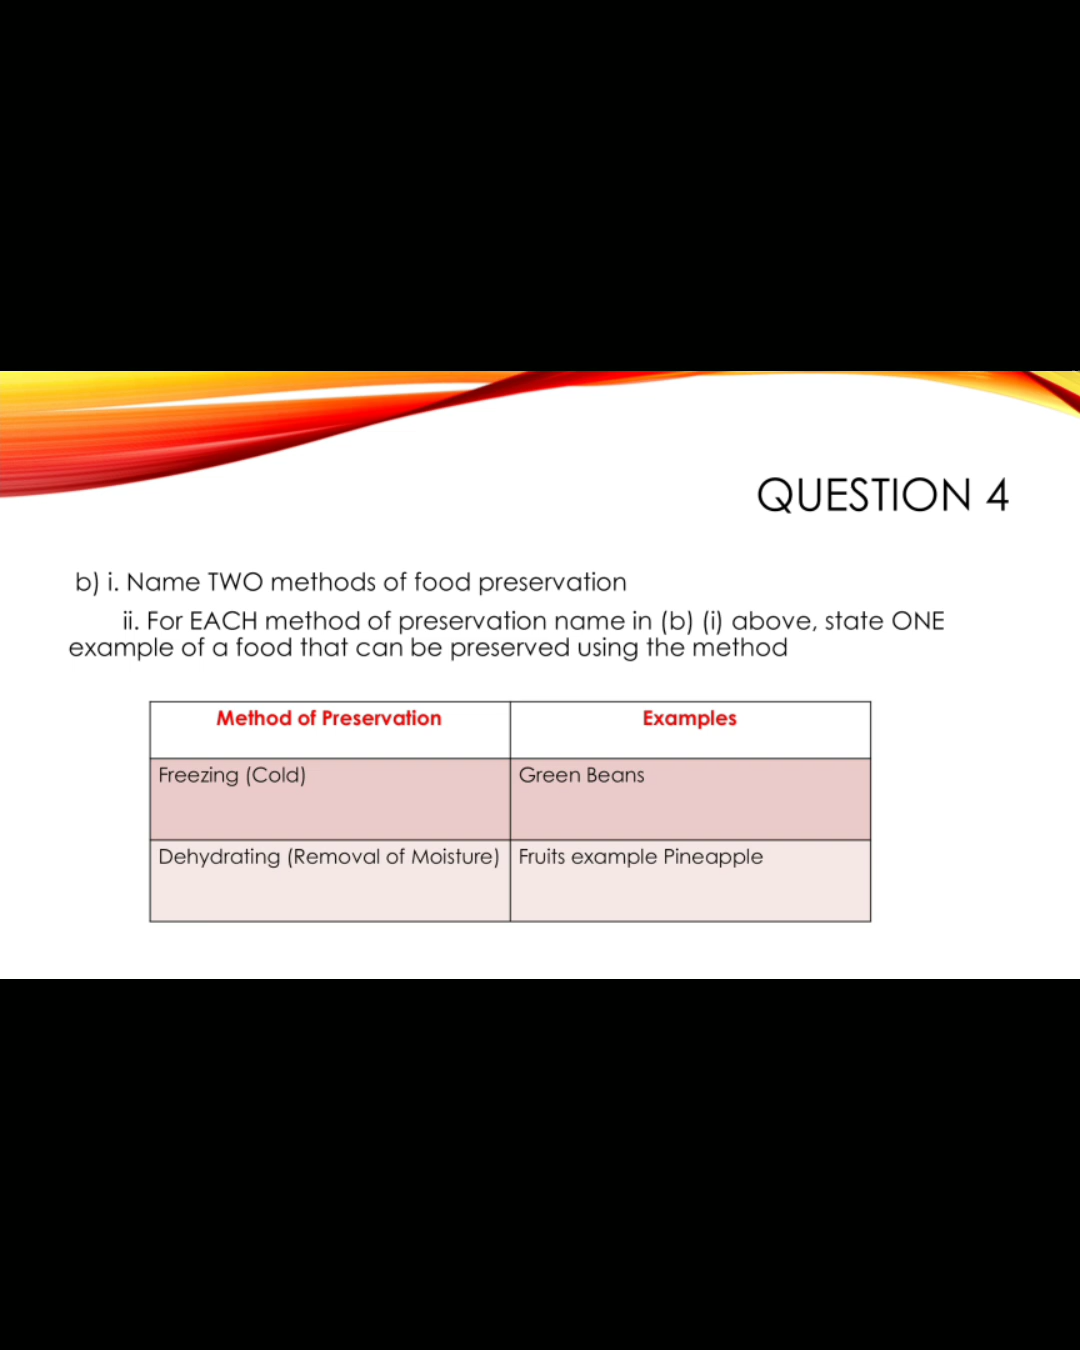 QUESTION 4
b) i. Name TWO methods of food preservation
ii. For EACH method of preservation name in (b) (i) above, state ONE
example of a food that can be preserved using the method
Method of Preservation
Examples
Freezing (Cold)
Green Beans
Dehydrating (Removal of Moisture)
Fruits example Pineapple